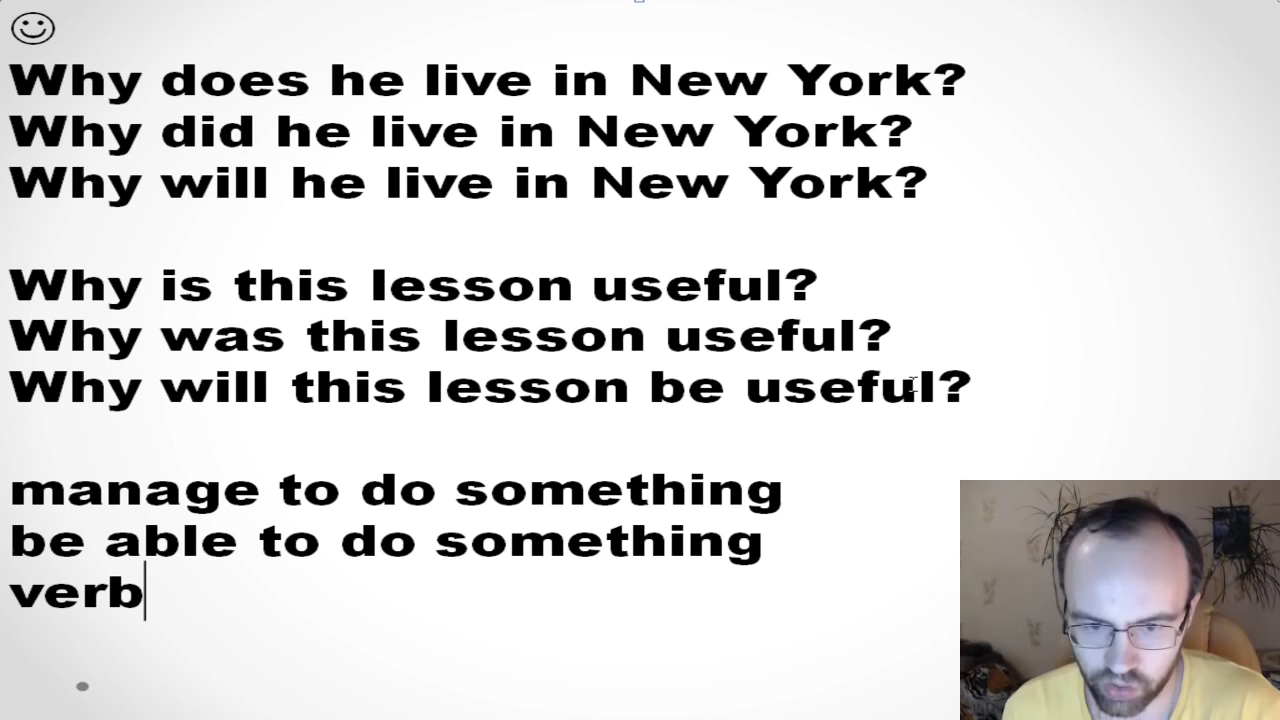 Why does he live in New York?
Why did he live in New York?
Why will he live in New York?
Why is this lesson useful?
Why was this lesson useful?
Why will this lesson be useful?
manage to do something
be able to do something
verb